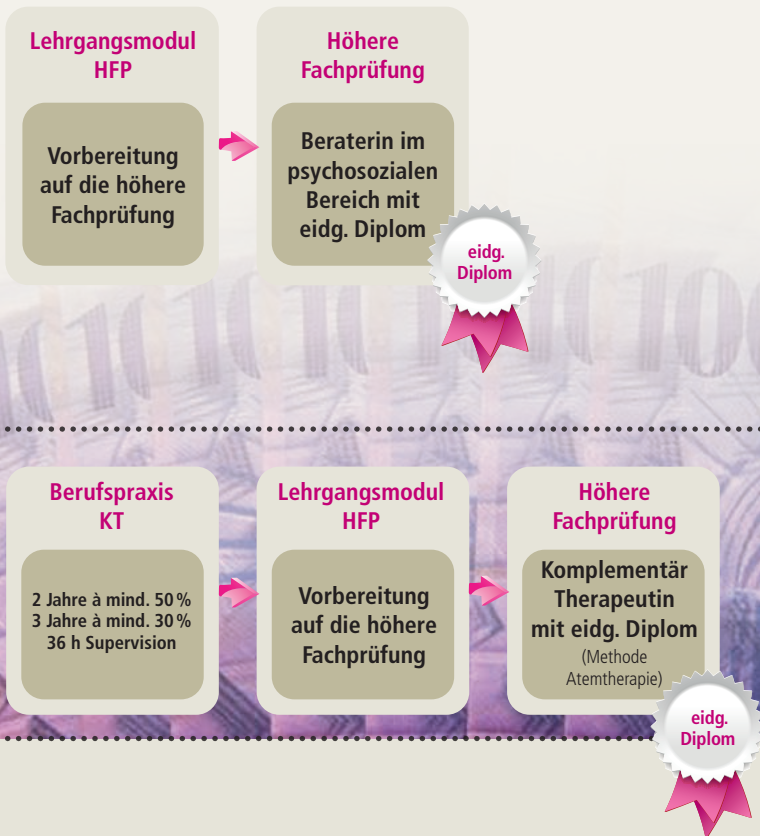 Lehrgangsmodul
HFP
Vorbereitung
auf die höhere
Fachprüfung
Höhere
Fachprüfung
Beraterin im
psychosozialen
Bereich mit
eidg. Diplom
eidg.
Diplom
Berufspraxis
KT
2 Jahre à mind. 50 %
3 Jahre à mind. 30 %
36 h Supervision
Lehrgangsmodul
HFP
Vorbereitung
auf die höhere
Fachprüfung
Höhere
Fachprüfung
Komplementär
Therapeutin
mit eidg. Diplom
(Methode
Atemtherapie)
eidg.
Diplom